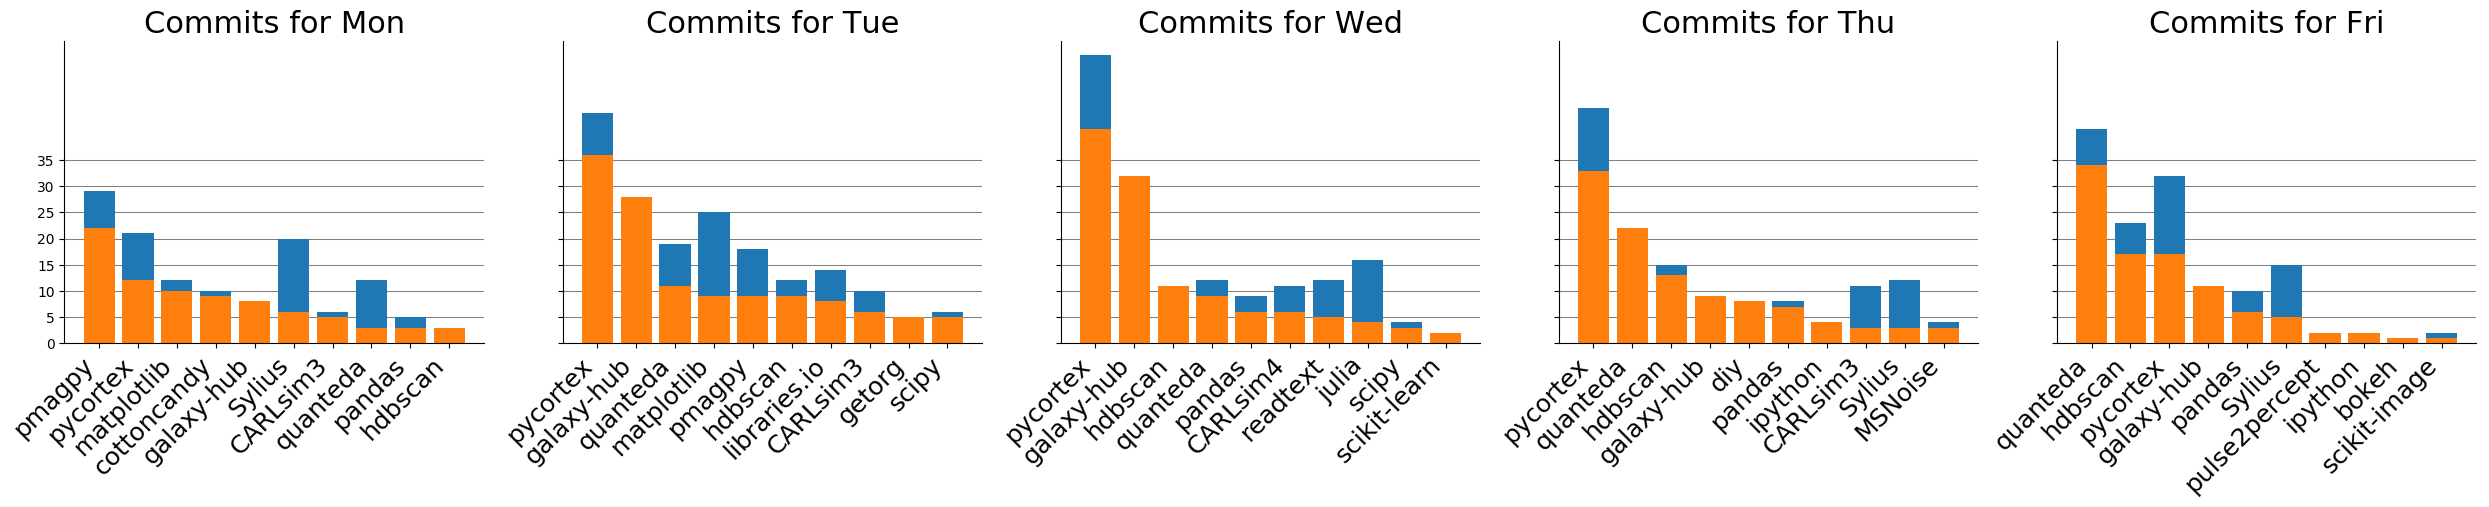 Commits for Mon
Commits for Tue
Commits for Wed
Commits for Thu
Commits for Fri
35
30
25
20
15
10
5
0
pmagpy
pycortex
matplotlib
cottoncandy
galaxy-hub
Sylius
CARLsim3
quanteda
pandas
hdbscan
pycortex
galaxy-hub
quanteda
matplotlib
pmagpy
hdbscan
libraries.io
CARLsim3
getorg
scipy
pycortex
galaxy-hub
hdbscan
quanteda
pandas
CARLsim4
readtext
julia
scipy
scikit-learn
pycortex
quanteda
hdbscan
galaxy-hub
diy
pandas
ipython
CARLsim3
Sylius
MSNoise
quanteda
hdbscan
pycortex
galaxy-hub
pandas
Sylius
pulse2percept
ipython
bokeh
scikit-image